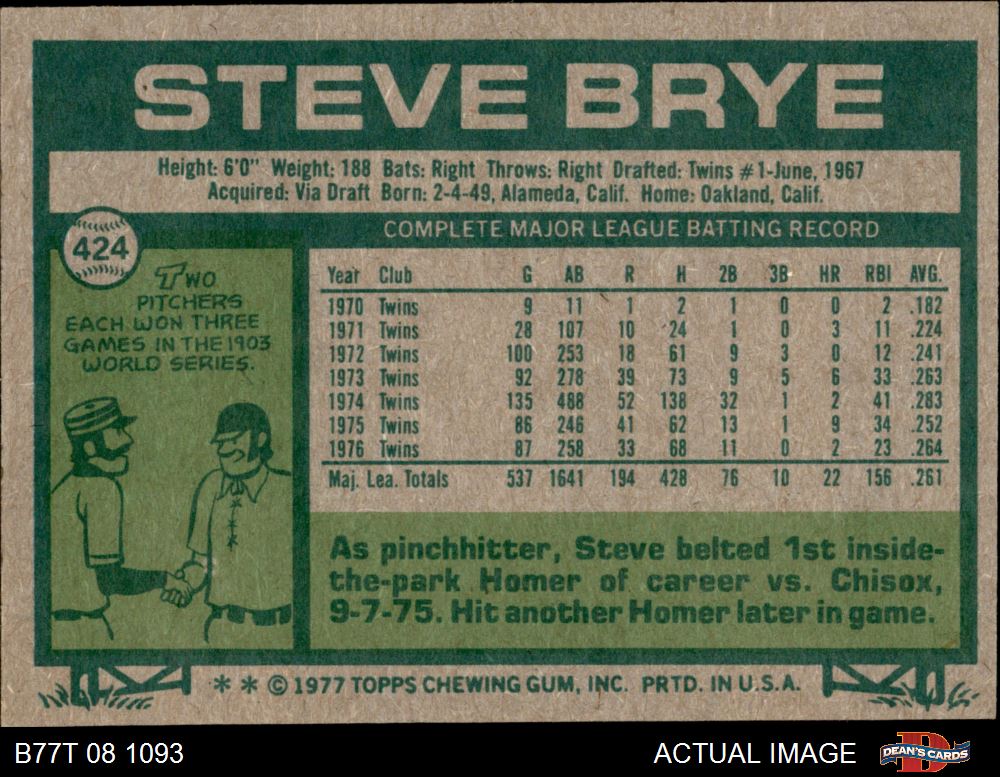 STEVE BRYE
Height: 6'0" Weight: 188 Bats: Right Throws: Right Drafted: Twins #1-June, 1967
Acquired: Via Draft Born: 2-4-49, Alameda, Calif. Home: Oakland, Calif.
424
TWO
PITCHERS
EACH WON THREE
GAMES IN THE 1903
WORLD SERIES.
COMPLETE MAJOR LEAGUE BATTING RECORD
Year Club G AB R H 2B 3B HR RBI AVG.
1970 Twins 9 11 1 2 1 0 0 2 .182
1971 Twins 28 107 10 24 1 0 3 11 .224
1972 Twins 100 253 18 61 9 3 0 12 .241
1973 Twins 92 278 39 73 9 5 6 33 .263
1974 Twins 135 488 52 138 32 1 2 41 .283
1975 Twins 86 246 41 62 13 1 9 34 .252
1976 Twins 87 258 33 68 11 0 2 23 .264
Maj. Lea. Totals 537 1641 194 428 76 10 22 156 .261
As pinchhitter, Steve belted 1st inside-
the-park Homer of career vs. Chisox,
9-7-75. Hit another Homer later in game.
* * © 1977 TOPPS CHEWING GUM, INC. PRTD. IN U.S.A.
B77T 08 1093
ACTUAL IMAGE
DEAN'S CARDS